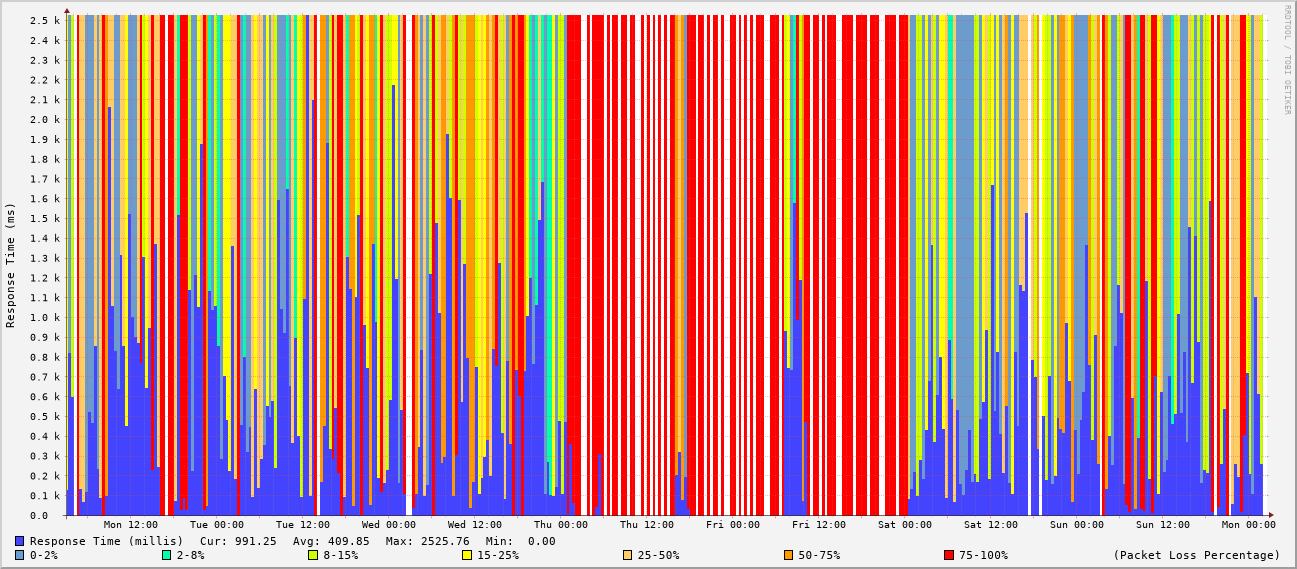 RRDTOOL / TOBI OETIKER
Response Time (ms)
2.5 k
2.4 k
2.3 k
2.2 k
2.1 k
2.0 k
1.9 k
1.8 k
1.7 k
1.6 k
1.5 k
1.4 k
1.3 k
1.2 k
1.1 k
1.0 k
0.9 k
0.8 k
0.7 k
0.6 k
0.5 k
0.4 k
0.3 k
0.2 k
0.1 k
0.0
Mon 12:00 Tue 00:00 Tue 12:00 Wed 00:00 Wed 12:00 Thu 00:00 Thu 12:00 Fri 00:00 Fri 12:00 Sat 00:00 Sat 12:00 Sun 00:00 Sun 12:00 Mon 00:00
Response Time (millis) Cur: 991.25 Avg: 409.85 Max: 2525.76 Min: 0.00
0-2% 2-8% 8-15% 15-25% 25-50% 50-75% 75-100% (Packet Loss Percentage)